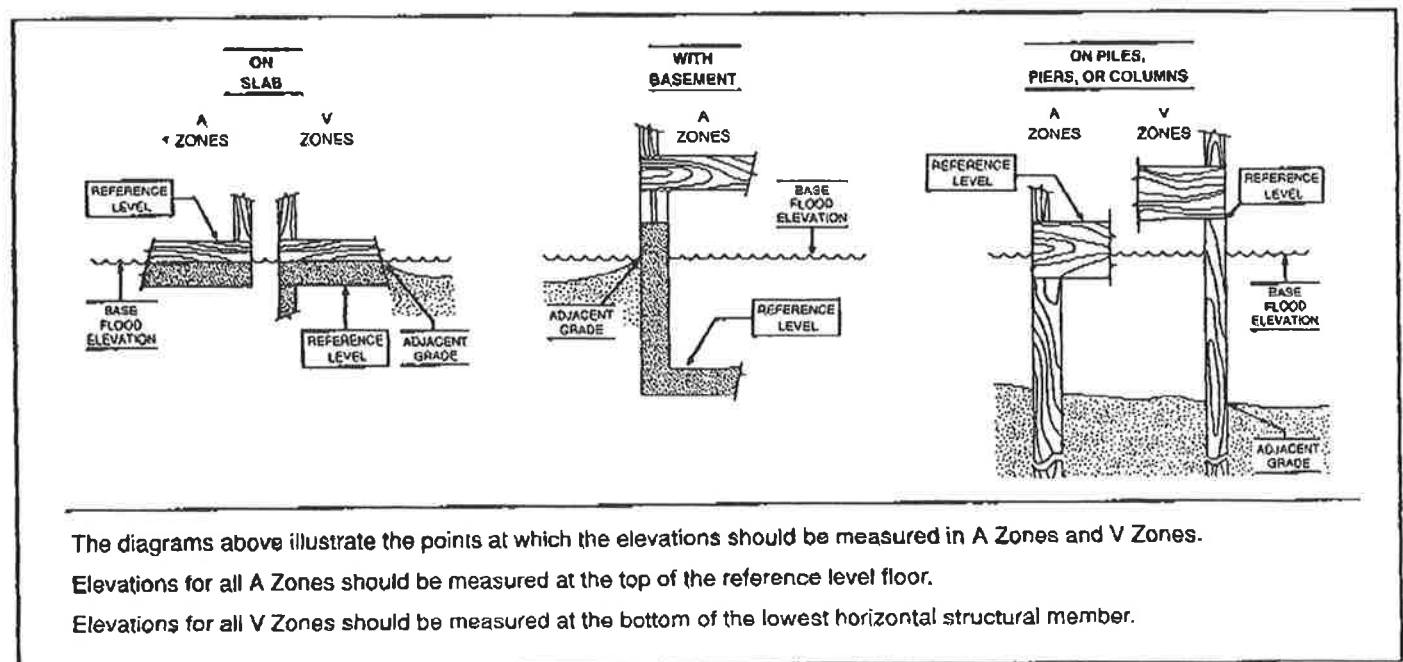 ON
SLAB
A
ZONES
V
ZONES
REFERENCE
LEVEL
BASE
FLOOD
ELEVATION
REFERENCE
LEVEL
ADJACENT
GRADE
WITH
BASEMENT
A
ZONES
BASE
FLOOD
ELEVATION
ADJACENT
GRADE
REFERENCE
LEVEL
ON PILES,
PIERS, OR COLUMNS
A
ZONES
V
ZONES
REFERENCE
LEVEL
REFERENCE
LEVEL
BASE
FLOOD
ELEVATION
ADJACENT
GRADE
The diagrams above illustrate the points at which the elevations should be measured in A Zones and V Zones.
Elevations for all A Zones should be measured at the top of the reference level floor.
Elevations for all V Zones should be measured at the bottom of the lowest horizontal structural member.